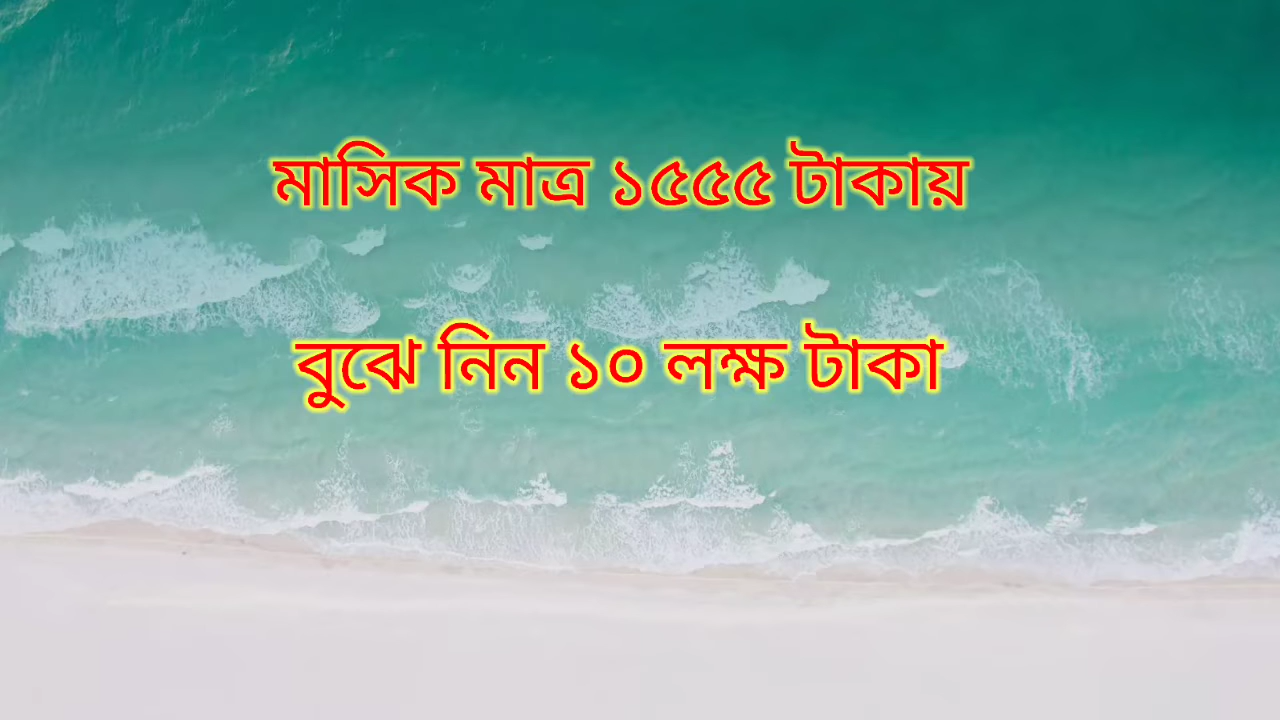 মাসিক মাত্র ১৫৫৫ টাকায়
বুঝে নিন ১০ লক্ষ টাকা